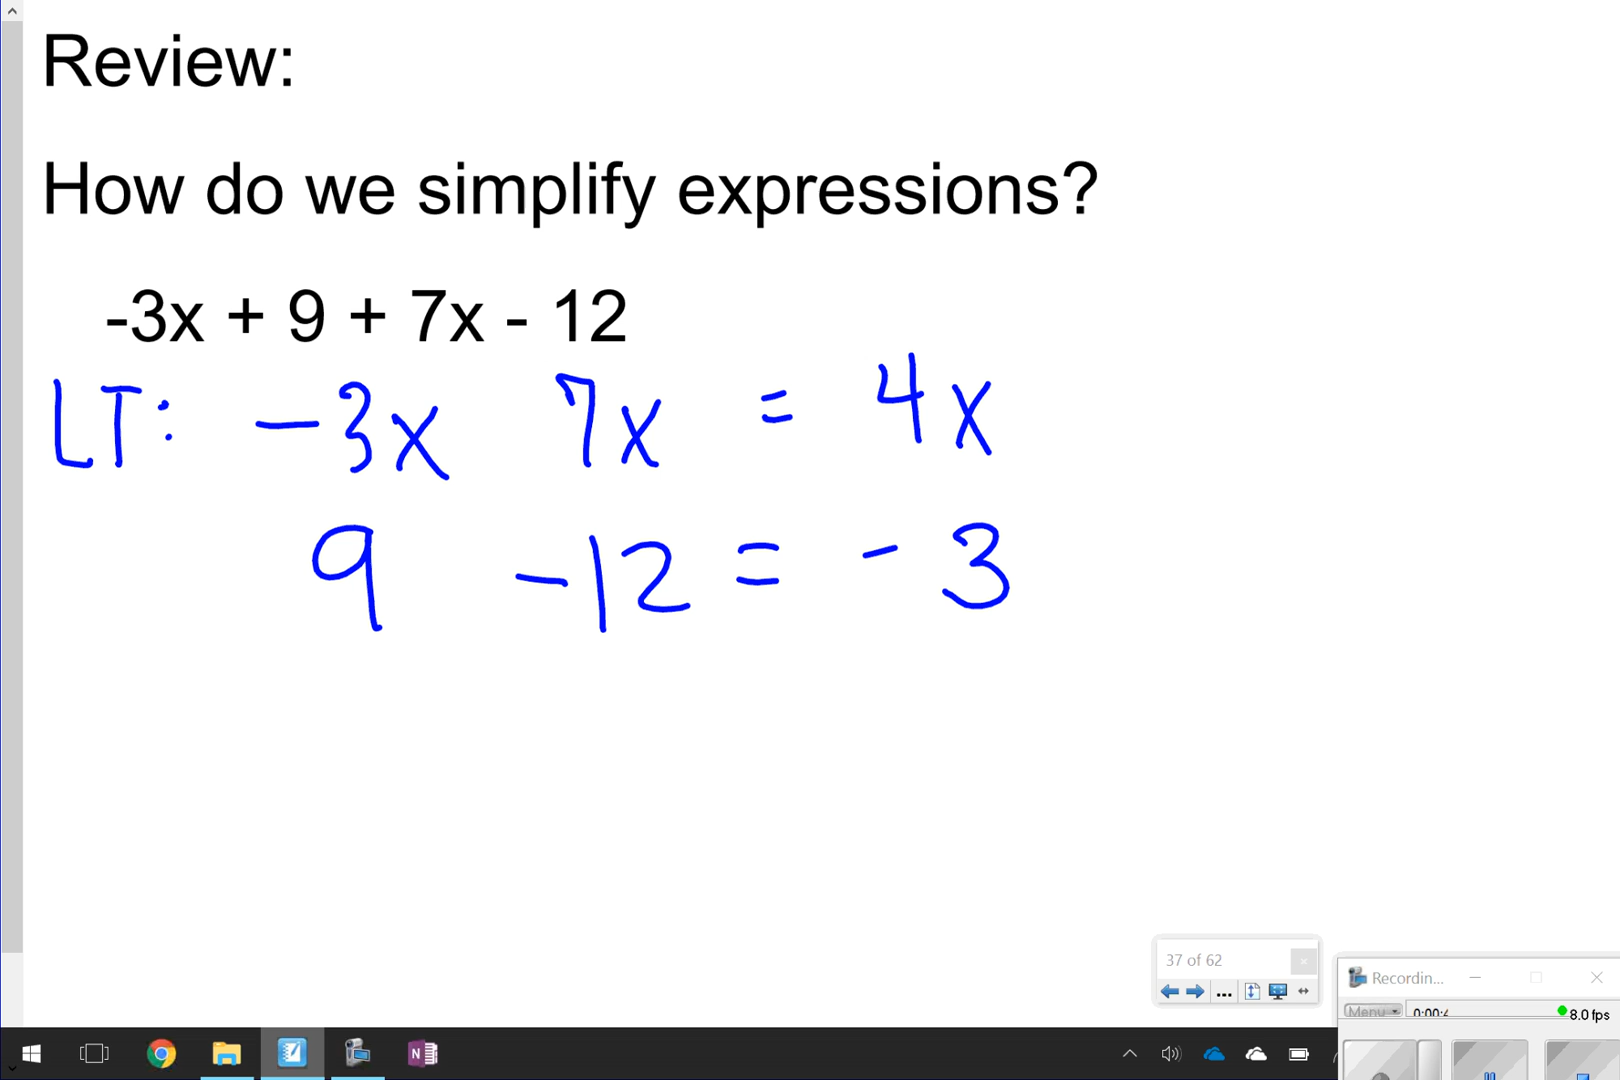 Review:
How do we simplify expressions?
-3x + 9 + 7x - 12
LT: -3x 7x = 4x
9 -12 = -3
37 of 62
Recordin...
Menu
8.0 fps